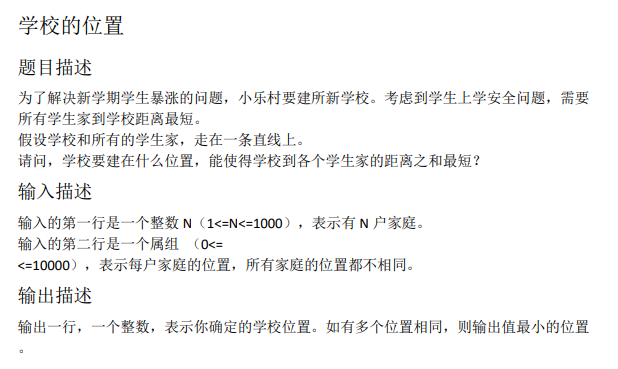 学校的位置
题目描述
为了解决新学期学生暴涨的问题，小乐村要建所新学校。考虑到学生上学安全问题，需要
所有学生家到学校距离最短。
假设学校和所有的学生家，走在一条直线上。
请问，学校要建在什么位置，能使得学校到各个学生家的距离之和最短？
输入描述
输入的第一行是一个整数 N（1<=N<=1000），表示有 N 户家庭。
输入的第二行是一个属组 （0<=
<=10000），表示每户家庭的位置，所有家庭的位置都不相同。
输出描述
输出一行，一个整数，表示你确定的学校位置。如有多个位置相同，则输出值最小的位置
。